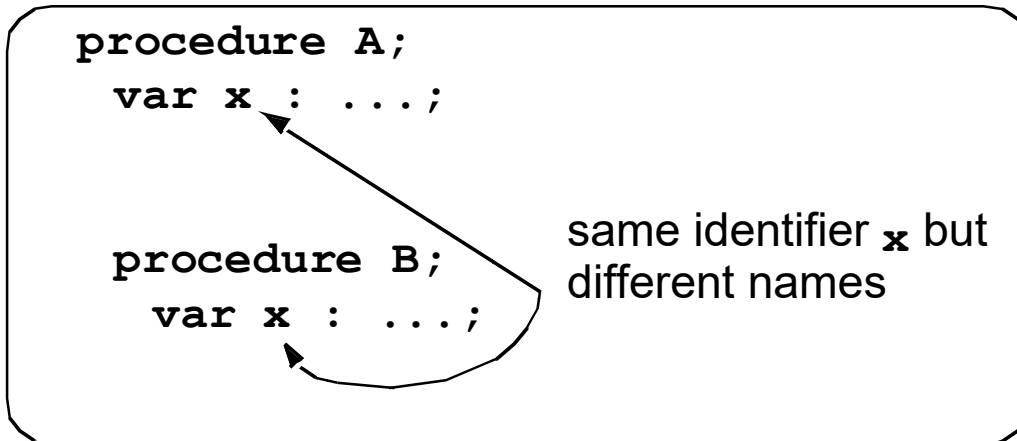 procedure A;
var x : ...;
same identifier x but
different names
procedure B;
var x : ...;